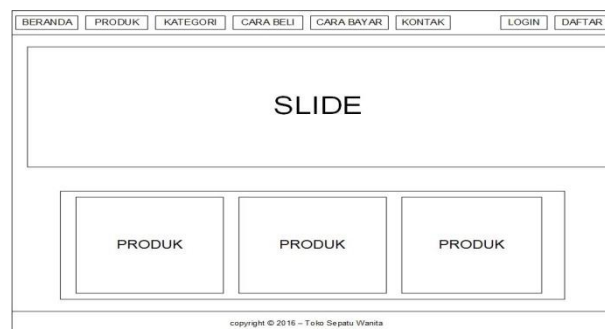 BERANDA PRODUK KATEGORI CARA BELI CARA BAYAR KONTAK LOGIN DAFTAR
SLIDE
PRODUK PRODUK PRODUK
copyright © 2016 – Toko Sepatu Wanita